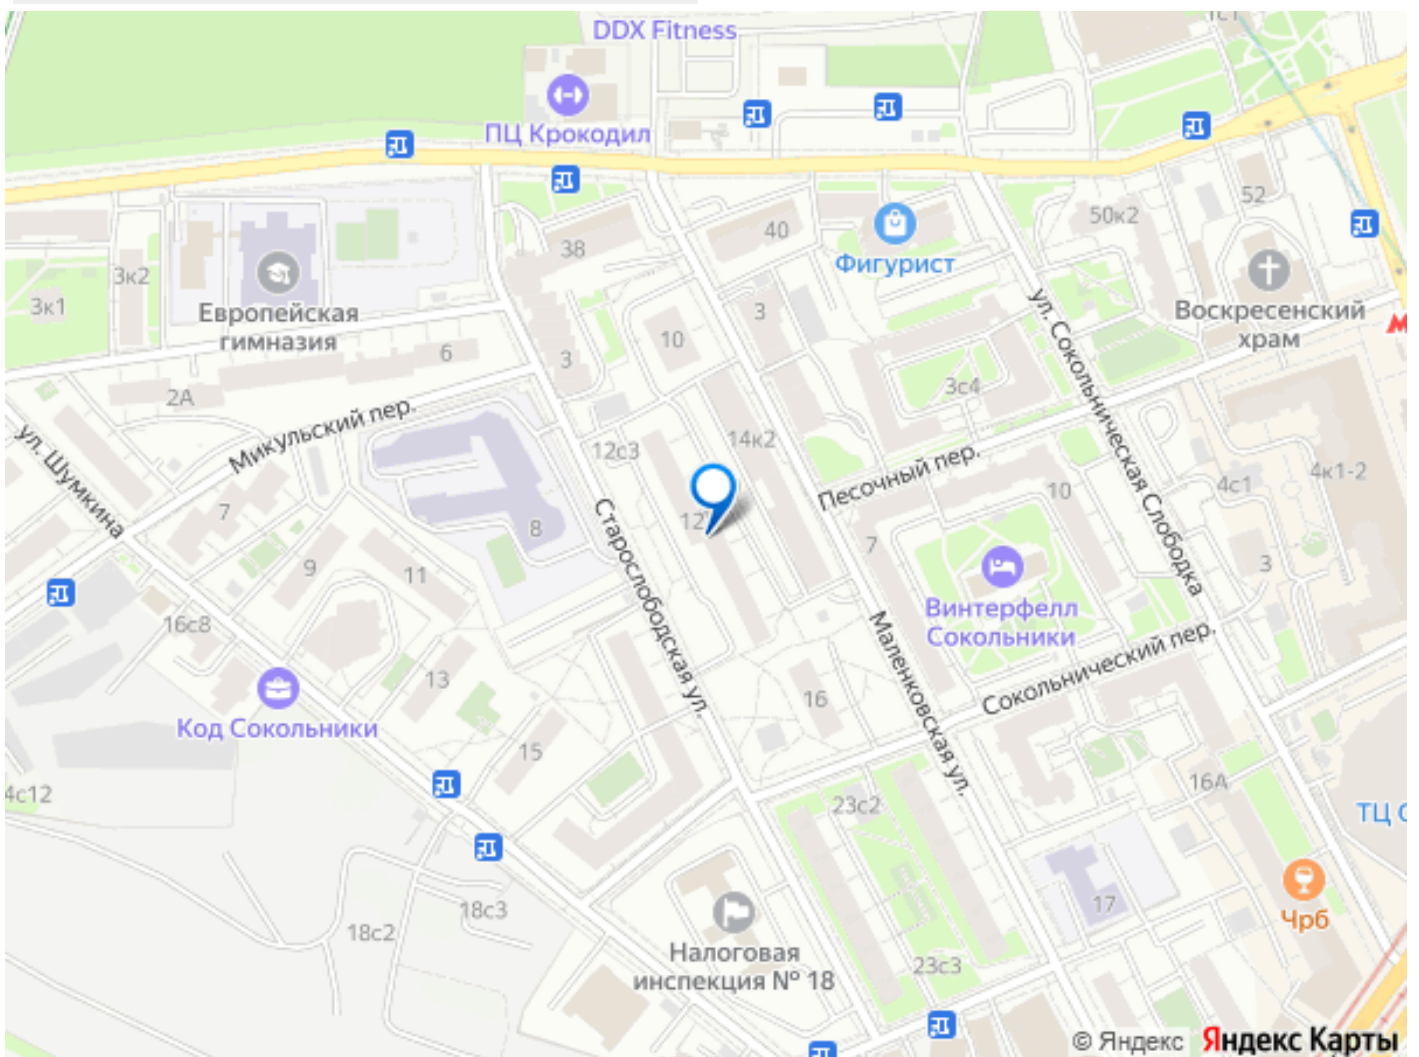 DDX Fitness
1с1
ПЦ Крокодил
52
50к2
38
40
Фигурист
3к2
3к1
Европейская
гимназия
Воскресенский
храм
ул. Сокольническая Слободка
3
10
6
3
2А
3с4
Микульский пер.
14к2
12с3
ул. Шумкина
Песочный пер.
10
4с1
4к1-2
7
12
8
Старослободская ул.
7
9
11
3
Винтерфелл
Сокольники
16с8
Маленковская ул.
Сокольнический пер.
13
16
Код Сокольники
15
4с12
23с2
16А
ТЦ С
17
18с3
18с2
Чрб
Налоговая
инспекция № 18
23с3
© Яндекс Яндекс Карты